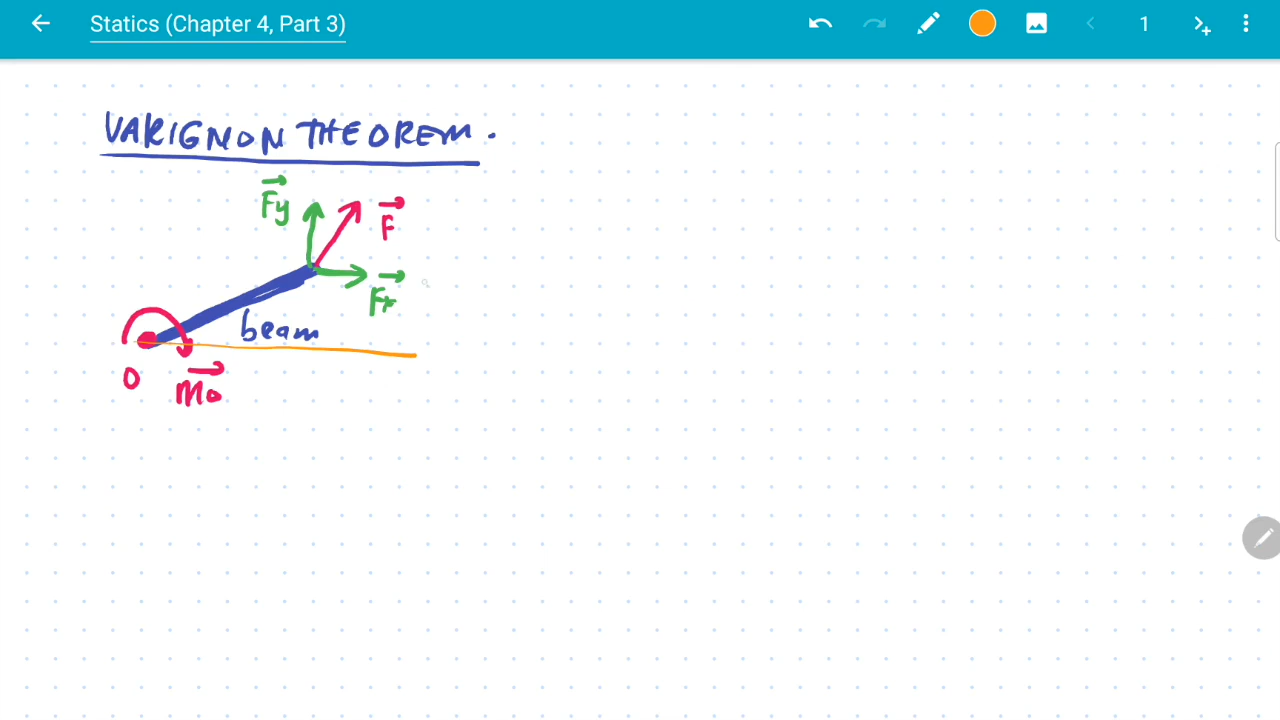 Statics (Chapter 4, Part 3)
1
VARIGNON THEOREM.
Fy
F
Fx
beam
O
Mo